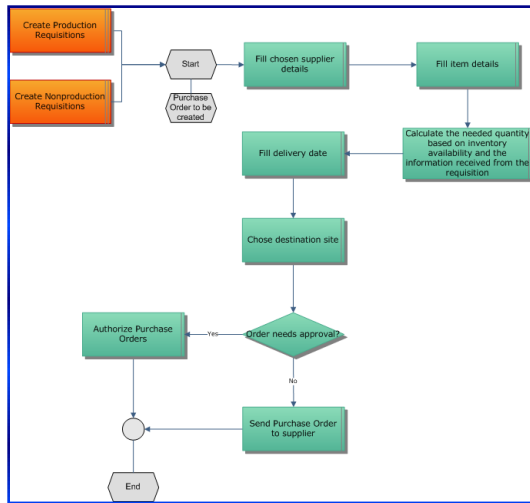 Create Production
Requisitions
Create Nonproduction
Requisitions
Start
Purchase
Order to be
created
Fill chosen supplier
details
Fill item details
Calculate the needed quantity
based on inventory
availability and the
information received from the
requisition
Fill delivery date
Chose destination site
Order needs approval?
Yes
Authorize Purchase
Orders
No
Send Purchase Order
to supplier
End